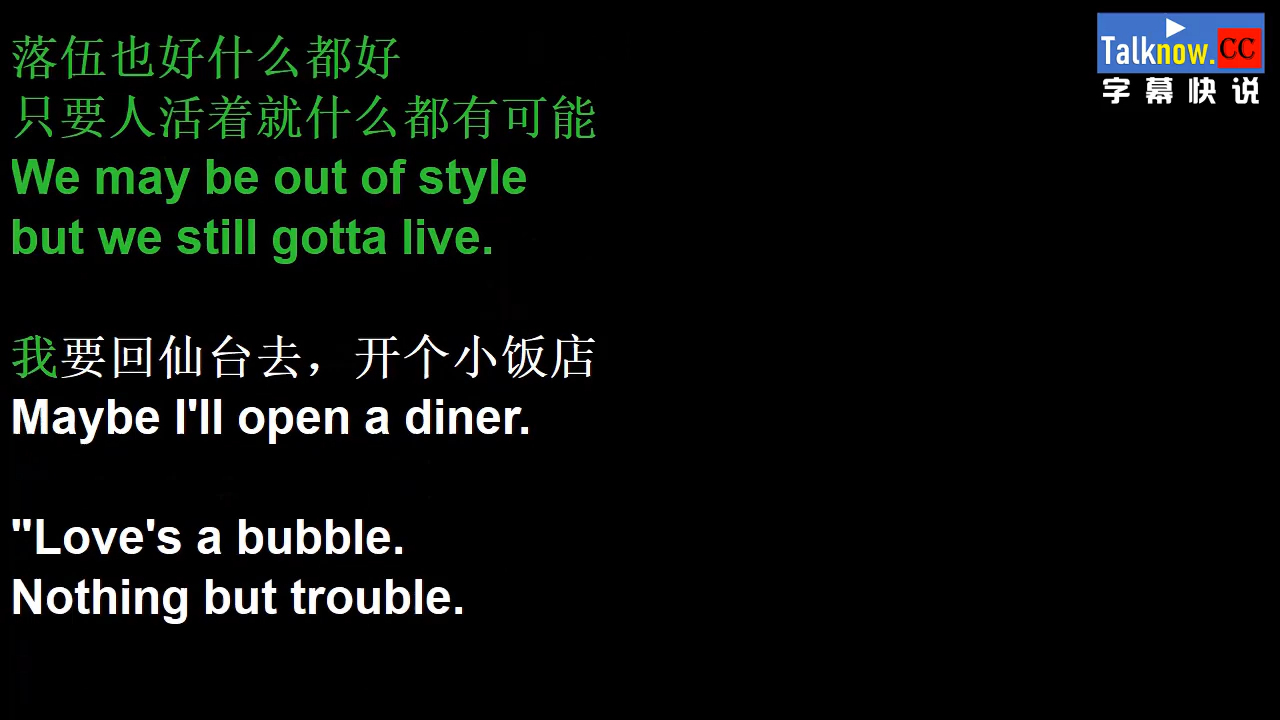 落伍也好什么都好
只要人活着就什么都有可能
We may be out of style
but we still gotta live.
我要回仙台去，开个小饭店
Maybe I'll open a diner.
"Love's a bubble.
Nothing but trouble.
Talknow.CC
字幕快说